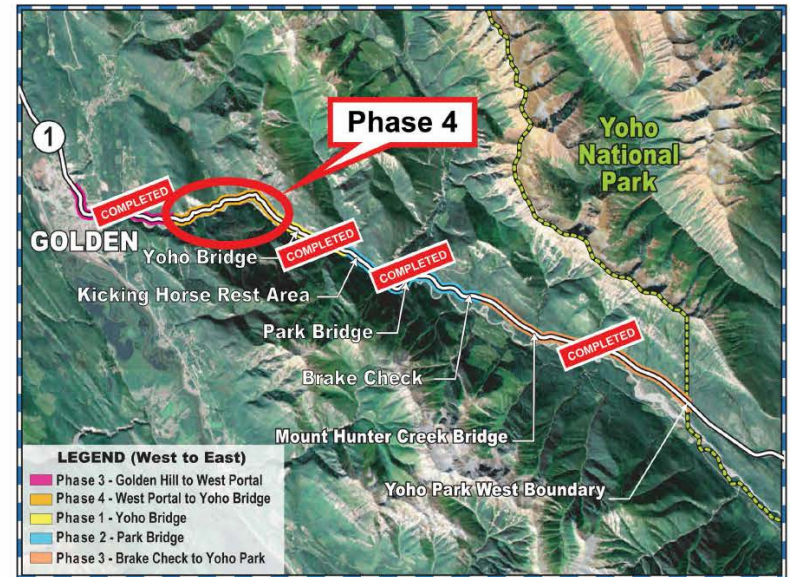 Phase 4
Yoho
National
Park
1
COMPLETED
GOLDEN
Yoho Bridge
COMPLETED
Kicking Horse Rest Area
COMPLETED
Park Bridge
COMPLETED
Brake Check
Mount Hunter Creek Bridge
Yoho Park West Boundary
LEGEND (West to East)
Phase 3 - Golden Hill to West Portal
Phase 4 - West Portal to Yoho Bridge
Phase 1 - Yoho Bridge
Phase 2 - Park Bridge
Phase 3 - Brake Check to Yoho Park